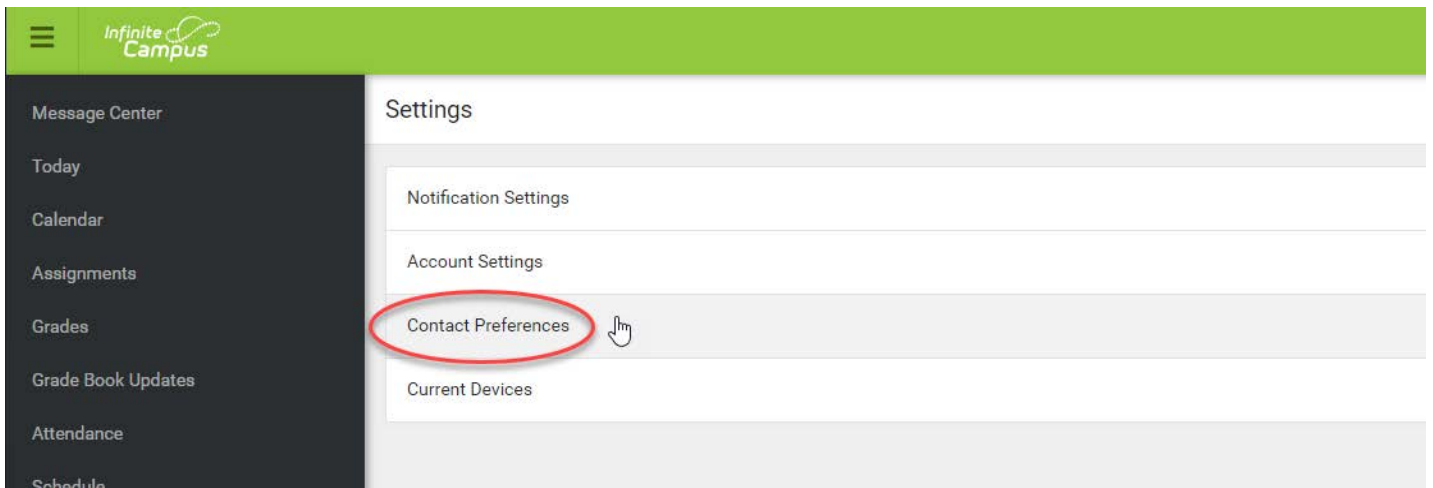 Infinite
Campus
Message Center
Today
Calendar
Assignments
Grades
Grade Book Updates
Attendance
Schedule
Settings
Notification Settings
Account Settings
Contact Preferences
Current Devices